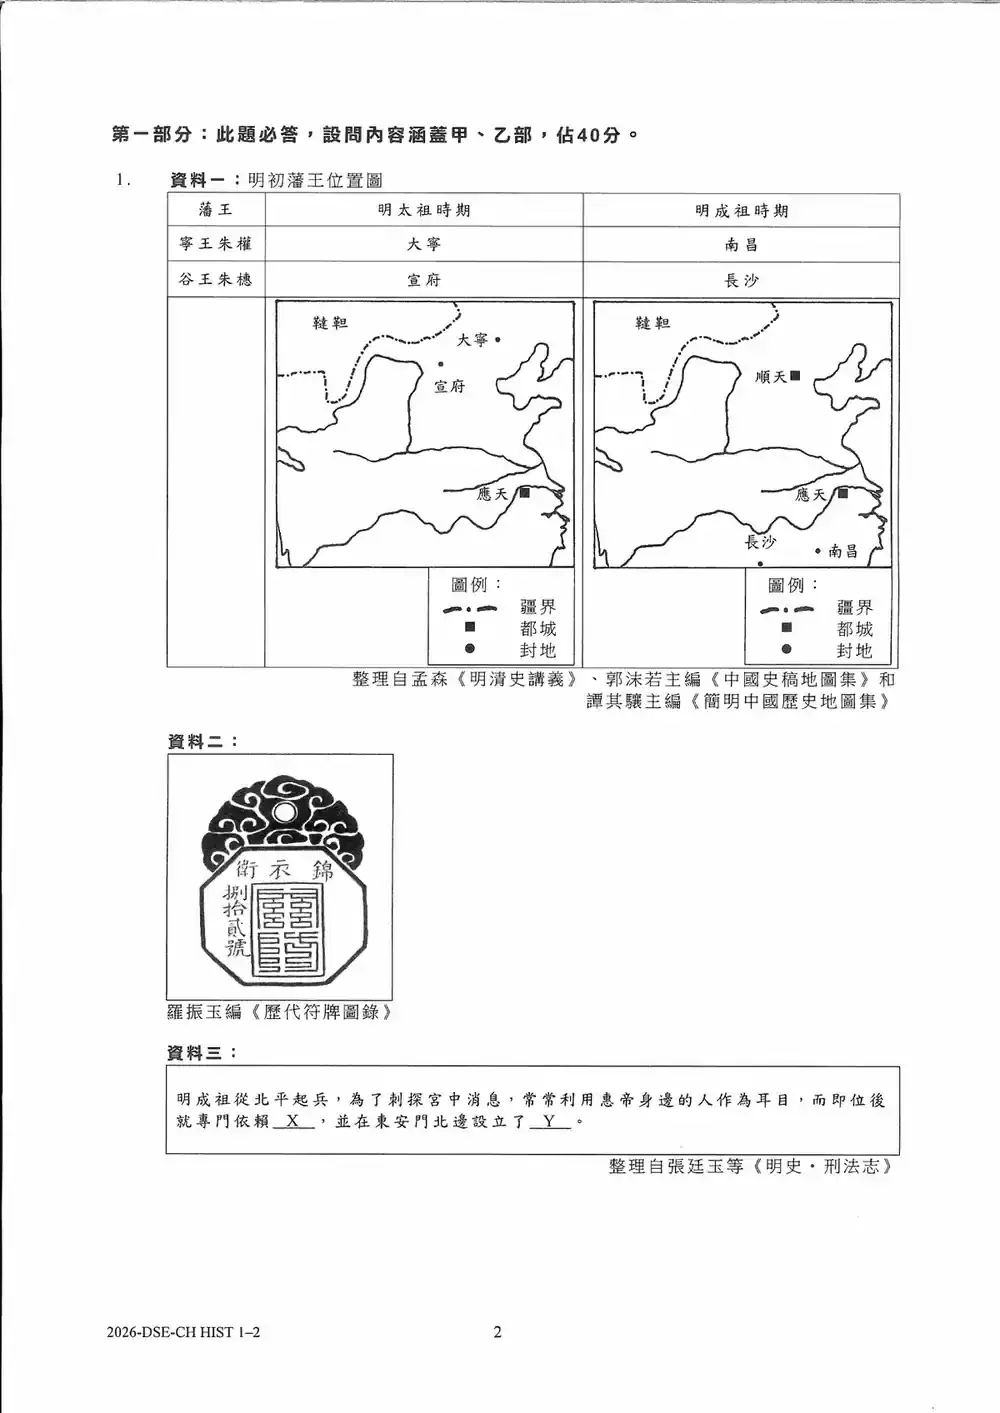 第一部分：此題必答，設問內容涵蓋甲、乙部，佔40分。
1. 資料一：明初藩王位置圖
藩王 明太祖時期 明成祖時期
寧王朱權 大寧 南昌
谷王朱橞 宣府 長沙
韃靼
大寧
宣府
應天
圖例：
疆界
都城
封地
韃靼
順天
應天
長沙
南昌
圖例：
疆界
都城
封地
整理自孟森《明清史講義》、郭沫若主編《中國史稿地圖集》和
譚其驤主編《簡明中國歷史地圖集》
資料二：
錦衣衛
捌拾貳號
羅振玉編《歷代符牌圖錄》
資料三：
明成祖從北平起兵，為了刺探宮中消息，常常利用惠帝身邊的人作為耳目，而即位後
就專門依賴 X ，並在東安門北邊設立了 Y 。
整理自張廷玉等《明史·刑法志》
2026-DSE-CH HIST 1–2
2